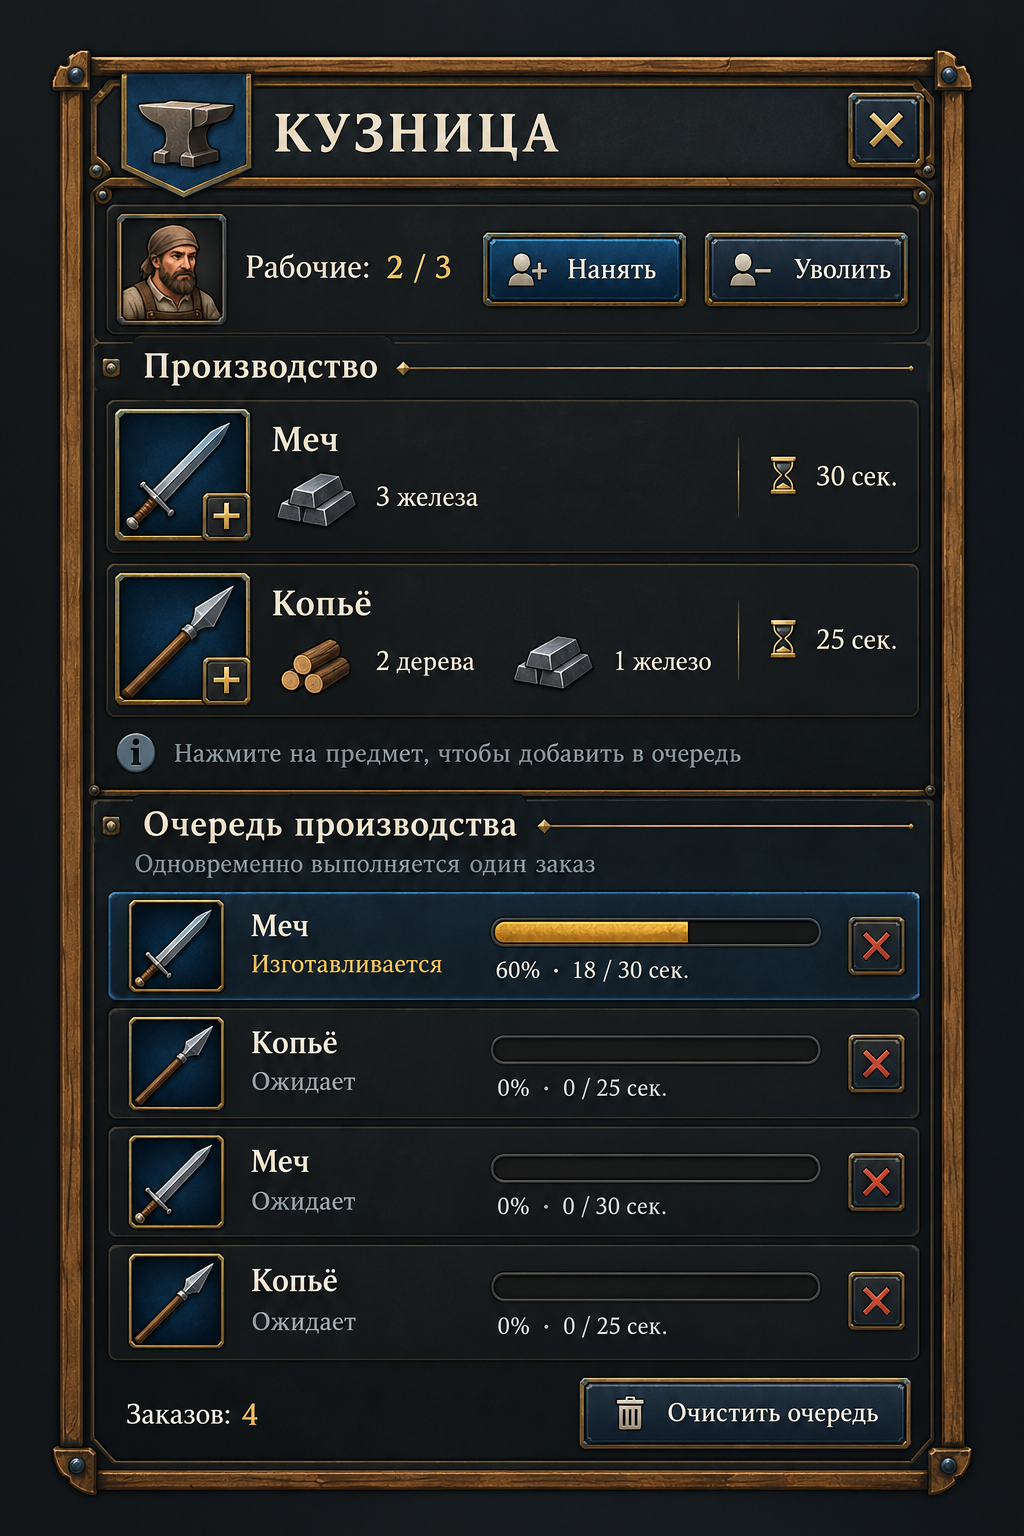 КУЗНИЦА
Рабочие: 2 / 3
Нанять
Уволить
Производство
Меч
3 железа
30 сек.
Копьё
2 дерева
1 железо
25 сек.
Нажмите на предмет, чтобы добавить в очередь
Очередь производства
Одновременно выполняется один заказ
Меч
Изготавливается
60% · 18 / 30 сек.
Копьё
Ожидает
0% · 0 / 25 сек.
Меч
Ожидает
0% · 0 / 30 сек.
Копьё
Ожидает
0% · 0 / 25 сек.
Заказов: 4
Очистить очередь